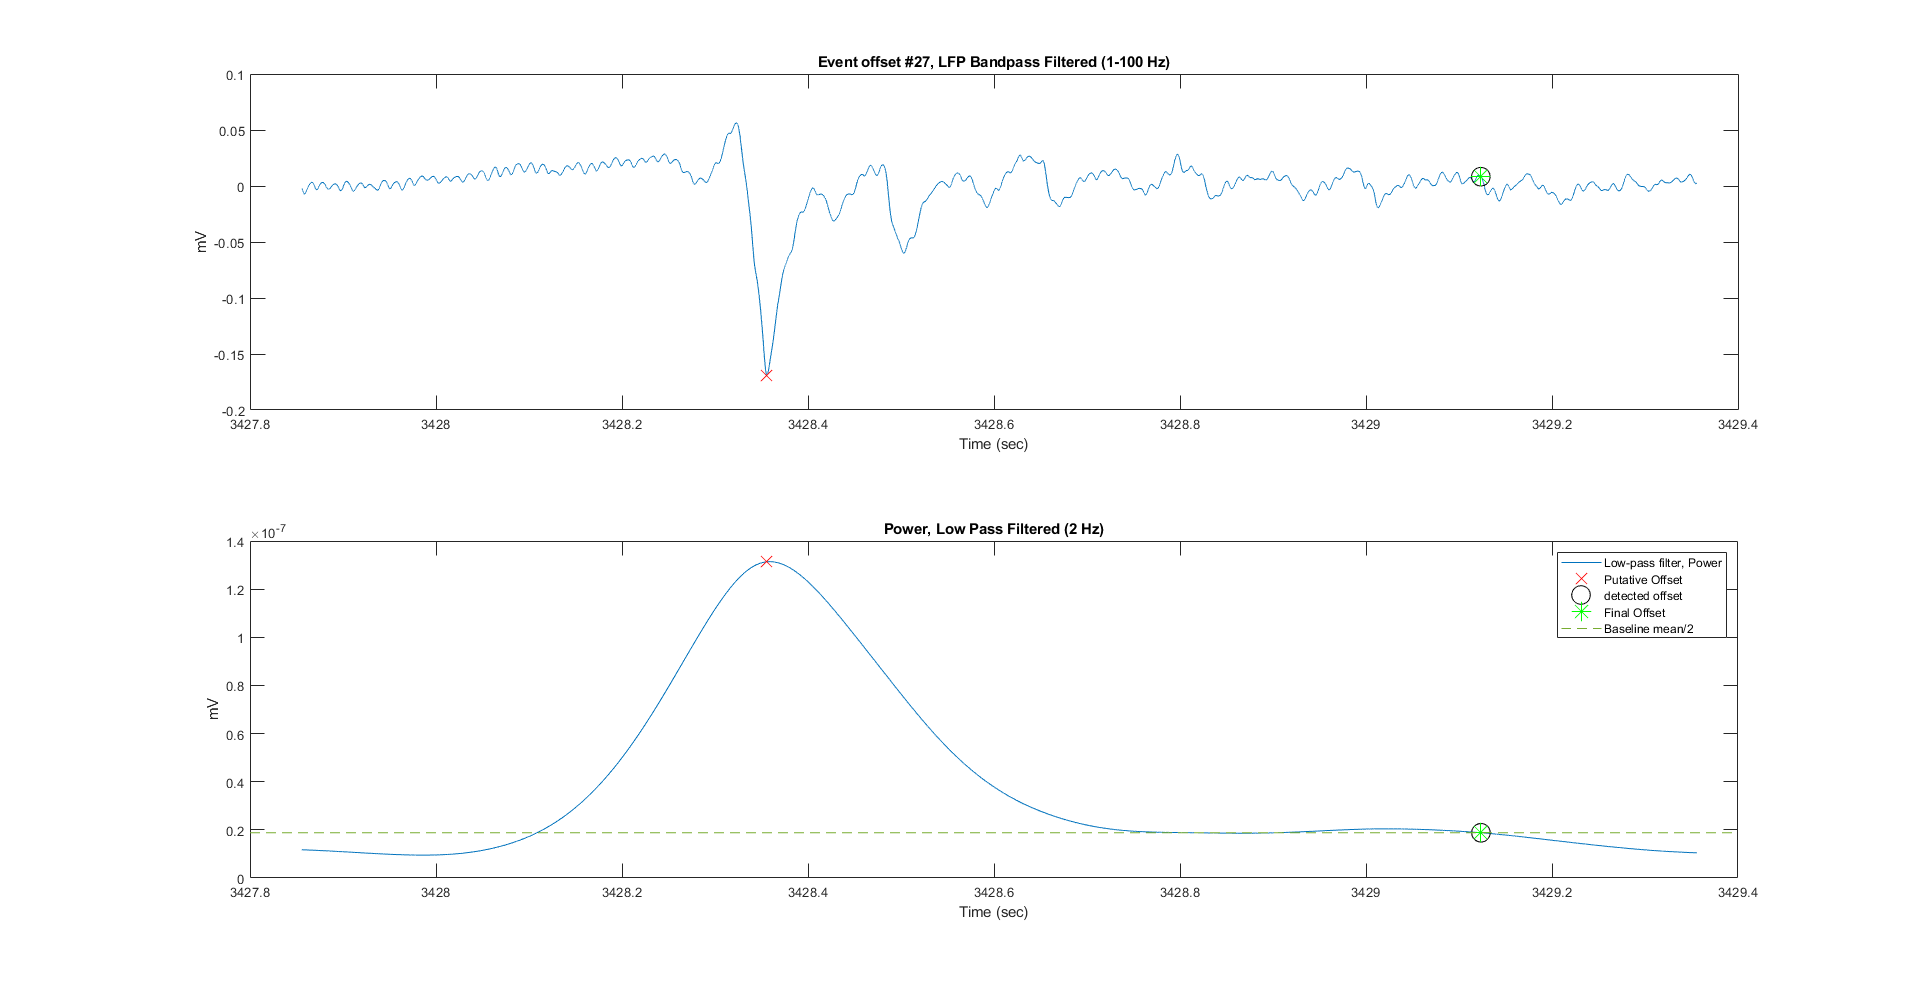 Event offset #27, LFP Bandpass Filtered (1-100 Hz)
0.1
0.05
0
-0.05
-0.1
-0.15
-0.2
mV
3427.8 3428 3428.2 3428.4 3428.6 3428.8 3429 3429.2 3429.4
Time (sec)
Power, Low Pass Filtered (2 Hz)
×10-7
1.4
1.2
1
0.8
0.6
0.4
0.2
0
mV
Low-pass filter, Power
Putative Offset
detected offset
Final Offset
Baseline mean/2
3427.8 3428 3428.2 3428.4 3428.6 3428.8 3429 3429.2 3429.4
Time (sec)